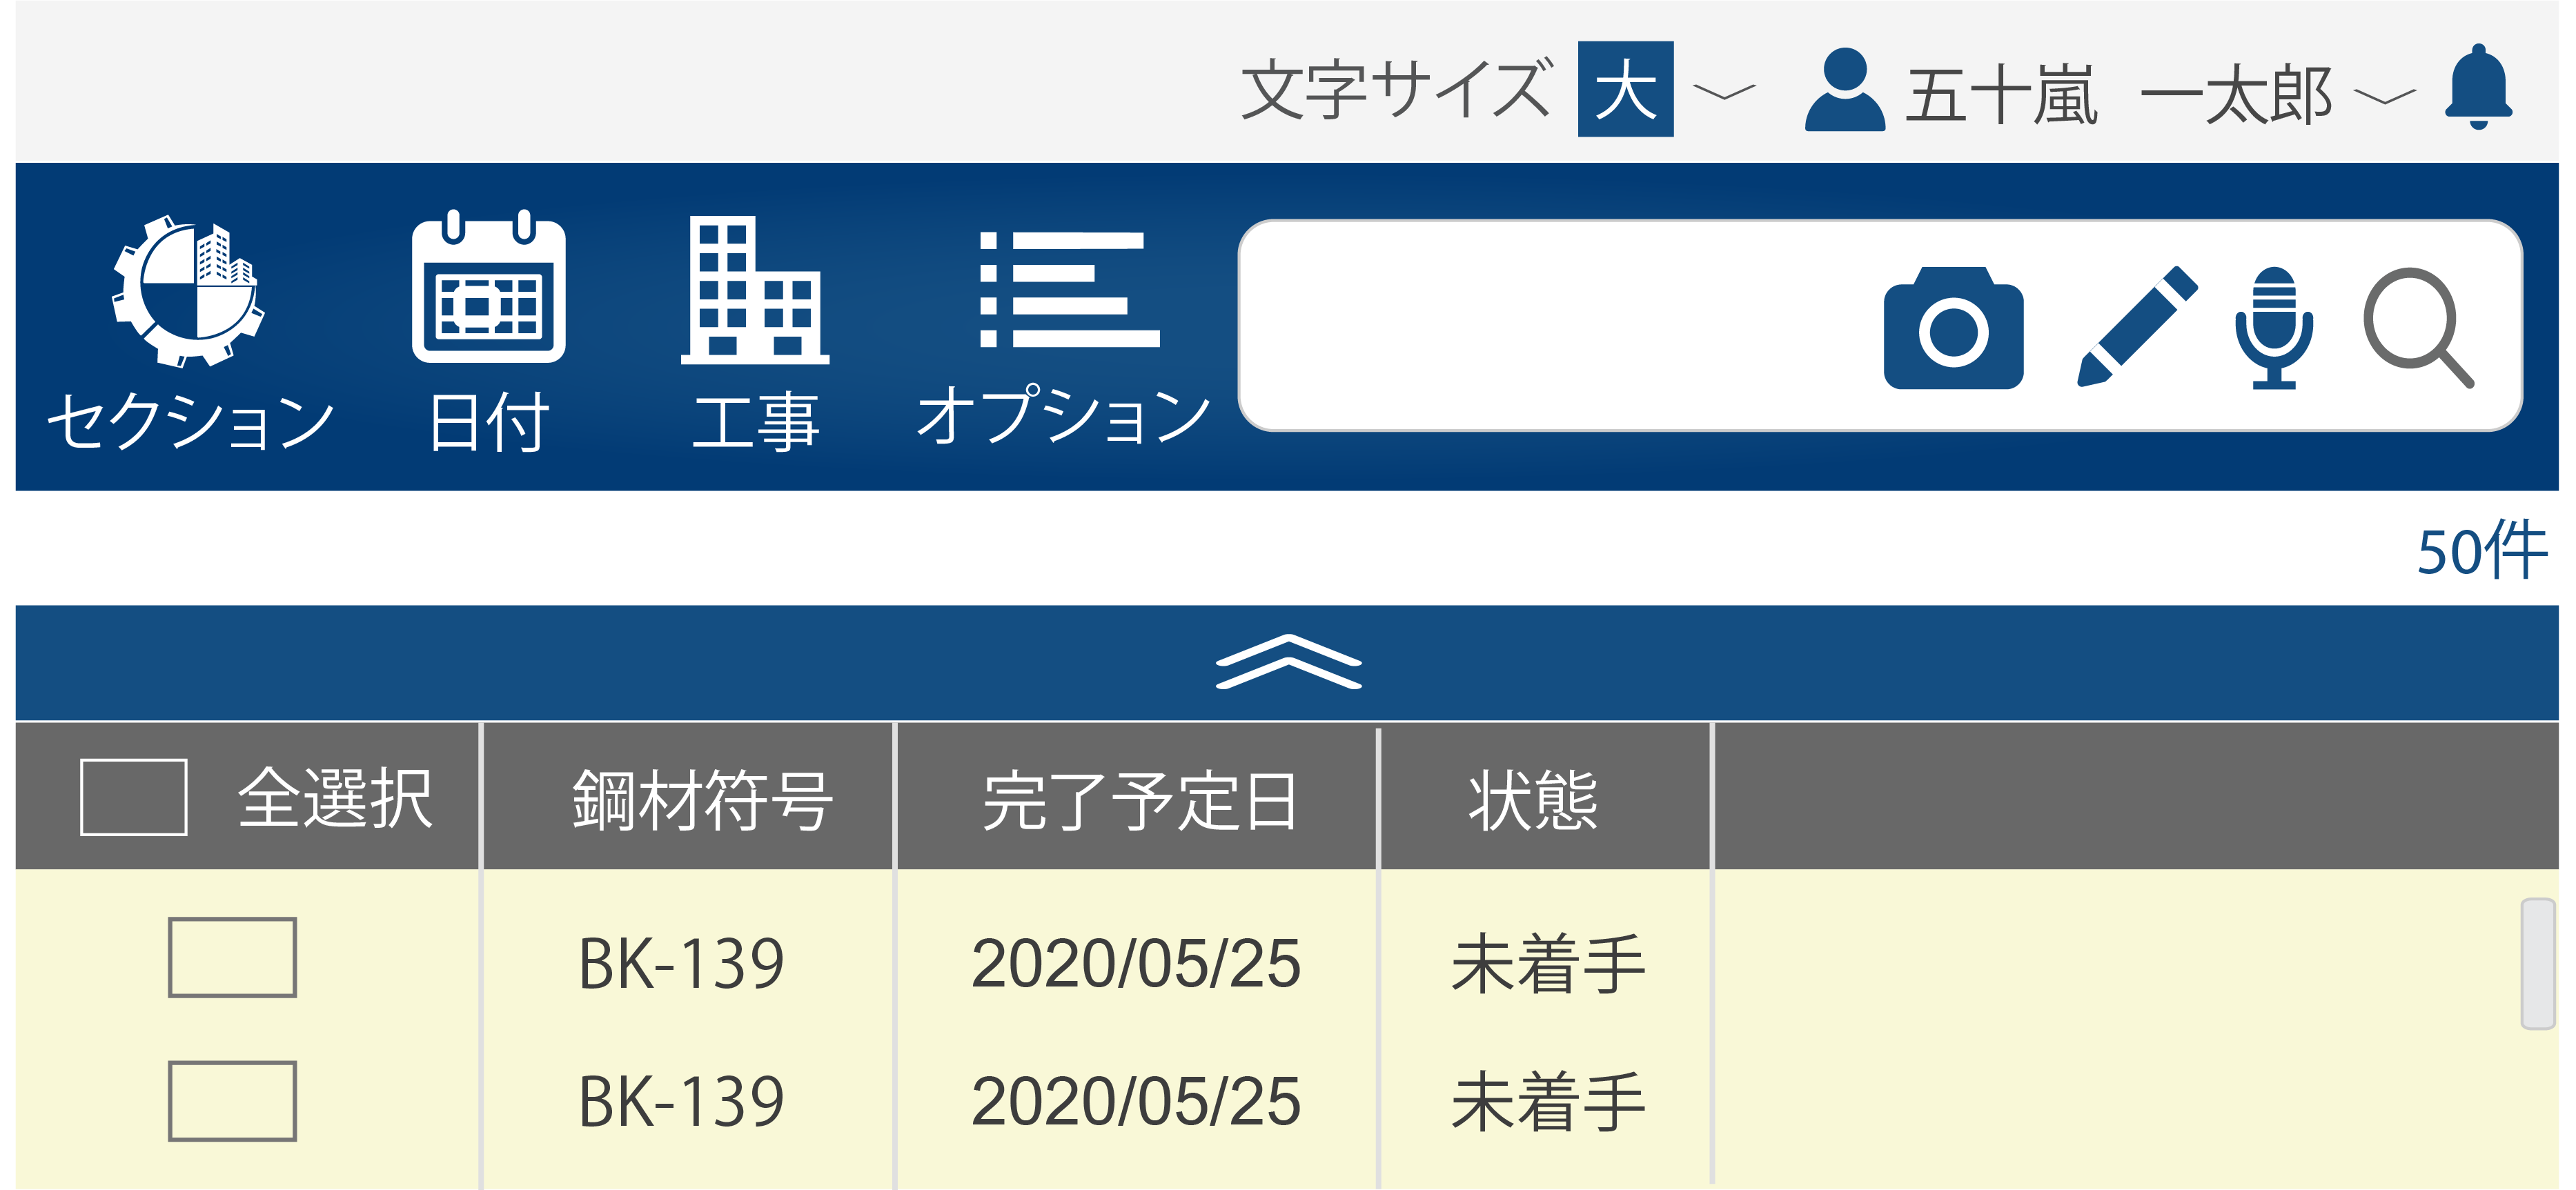 文字サイズ 大 五十嵐 一太郎
セクション 日付 工事 オプション
50件
全選択 鋼材符号 完了予定日 状態
BK-139 2020/05/25 未着手
BK-139 2020/05/25 未着手